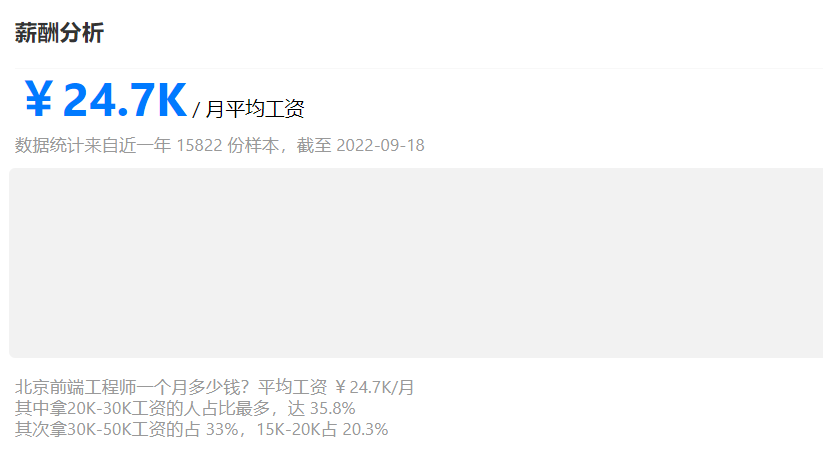 薪酬分析
￥24.7K / 月平均工资
数据统计来自近一年 15822 份样本，截至 2022-09-18
北京前端工程师一个月多少钱？平均工资 ￥24.7K/月
其中拿20K-30K工资的人占比最多，达 35.8%
其次拿30K-50K工资的占 33%，15K-20K占 20.3%